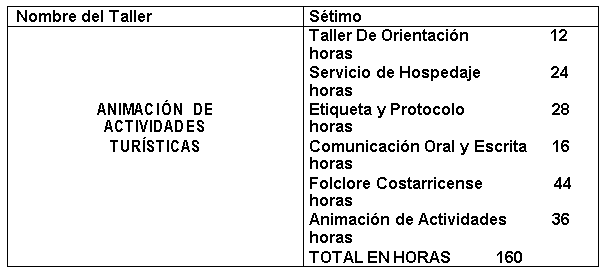 Nombre del Taller
Sétimo
ANIMACIÓN DE
ACTIVIDADES
TURÍSTICAS
Taller De Orientación 12
horas
Servicio de Hospedaje 24
horas
Etiqueta y Protocolo 28
horas
Comunicación Oral y Escrita 16
horas
Folclore Costarricense 44
horas
Animación de Actividades 36
horas
TOTAL EN HORAS 160